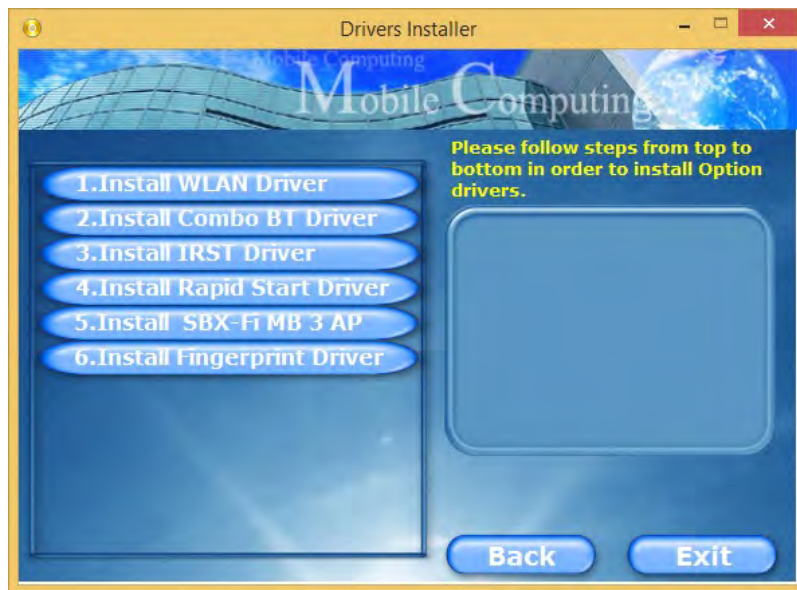 Drivers Installer
Mobile Computing
Mobile Computing
Please follow steps from top to
bottom in order to install Option
drivers.
1.Install WLAN Driver
2.Install Combo BT Driver
3.Install IRST Driver
4.Install Rapid Start Driver
5.Install SBX-Fi MB 3 AP
6.Install Fingerprint Driver
Back
Exit